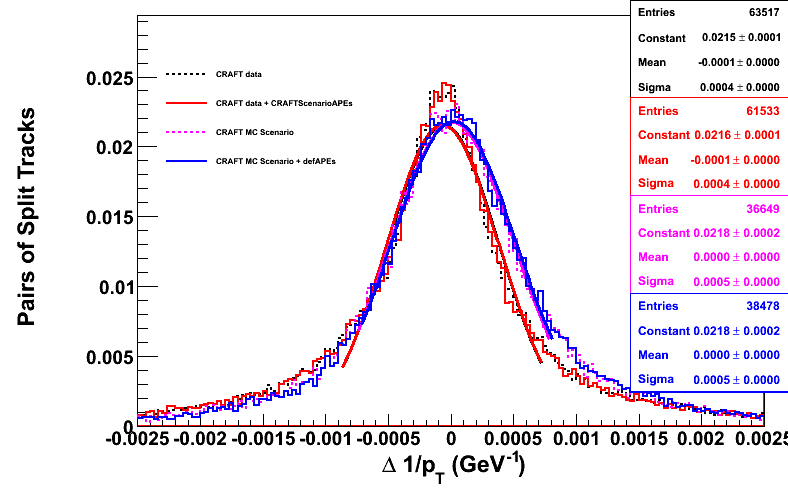 Pairs of Split Tracks
0.025
0.02
0.015
0.01
0.005
0
-0.0025 -0.002 -0.0015 -0.001 -0.0005 0 0.0005 0.001 0.0015 0.002 0.0025
Δ 1/pT (GeV-1)
CRAFT data
CRAFT data + CRAFTScenarioAPEs
CRAFT MC Scenario
CRAFT MC Scenario + defAPEs
Entries 63517
Constant 0.0215 ± 0.0001
Mean -0.0001 ± 0.0000
Sigma 0.0004 ± 0.0000
Entries 61533
Constant 0.0216 ± 0.0001
Mean -0.0001 ± 0.0000
Sigma 0.0004 ± 0.0000
Entries 36649
Constant 0.0218 ± 0.0002
Mean 0.0000 ± 0.0000
Sigma 0.0005 ± 0.0000
Entries 38478
Constant 0.0218 ± 0.0002
Mean 0.0000 ± 0.0000
Sigma 0.0005 ± 0.0000